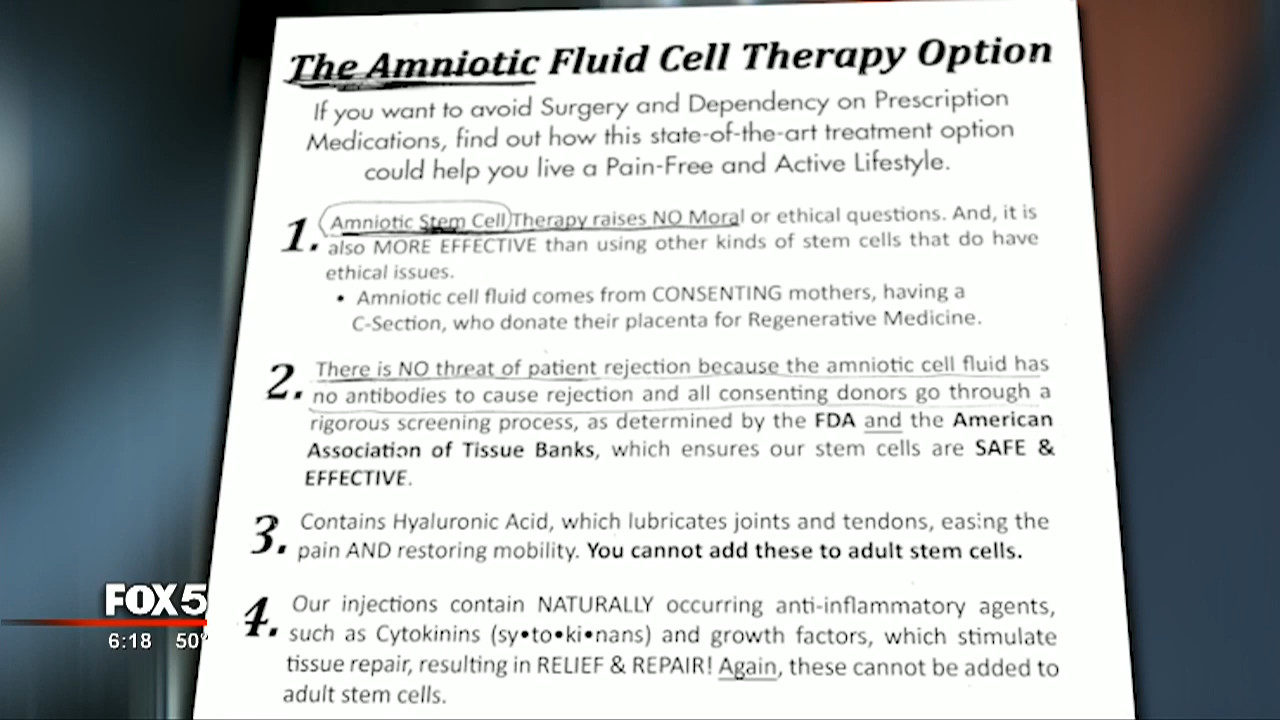 The Amniotic Fluid Cell Therapy Option
If you want to avoid Surgery and Dependency on Prescription
Medications, find out how this state-of-the-art treatment option
could help you live a Pain-Free and Active Lifestyle.
1. Amniotic Stem Cell Therapy raises NO Moral or ethical questions. And, it is
also MORE EFFECTIVE than using other kinds of stem cells that do have
ethical issues.
• Amniotic cell fluid comes from CONSENTING mothers, having a
C-Section, who donate their placenta for Regenerative Medicine.
2. There is NO threat of patient rejection because the amniotic cell fluid has
no antibodies to cause rejection and all consenting donors go through a
rigorous screening process, as determined by the FDA and the American
Association of Tissue Banks, which ensures our stem cells are SAFE &
EFFECTIVE.
3. Contains Hyaluronic Acid, which lubricates joints and tendons, easing the
pain AND restoring mobility. You cannot add these to adult stem cells.
4. Our injections contain NATURALLY occurring anti-inflammatory agents,
such as Cytokinins (sy•to•ki•nans) and growth factors, which stimulate
tissue repair, resulting in RELIEF & REPAIR! Again, these cannot be added to
adult stem cells.
FOX 5
6:18 50°